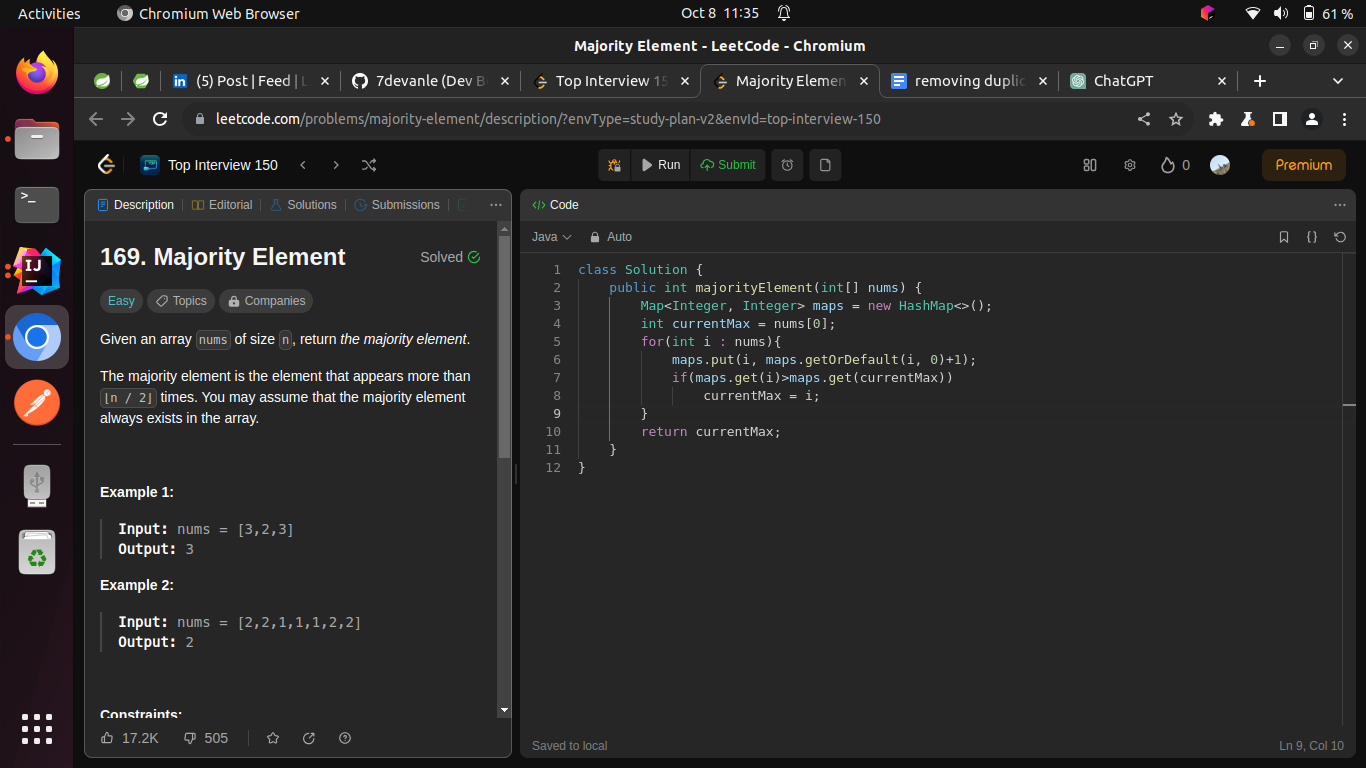 Activities Chromium Web Browser Oct 8 11:35 61 %
Majority Element - LeetCode - Chromium
(5) Post | Feed | L 7devanle (Dev B Top Interview 15 Majority Elemen removing duplic ChatGPT
leetcode.com/problems/majority-element/description/?envType=study-plan-v2&envId=top-interview-150
Top Interview 150 Run Submit 0 Premium
Description Editorial Solutions Submissions
</> Code
Java Auto
169. Majority Element Solved
Easy Topics Companies
Given an array nums of size n, return the majority element.
The majority element is the element that appears more than
⌊n / 2⌋ times. You may assume that the majority element
always exists in the array.
Example 1:
Input: nums = [3,2,3]
Output: 3
Example 2:
Input: nums = [2,2,1,1,1,2,2]
Output: 2
Constraints:
17.2K 505
1 class Solution {
2 public int majorityElement(int[] nums) {
3 Map<Integer, Integer> maps = new HashMap<>();
4 int currentMax = nums[0];
5 for(int i : nums){
6 maps.put(i, maps.getOrDefault(i, 0)+1);
7 if(maps.get(i)>maps.get(currentMax))
8 currentMax = i;
9 }
10 return currentMax;
11 }
12 }
Saved to local Ln 9, Col 10